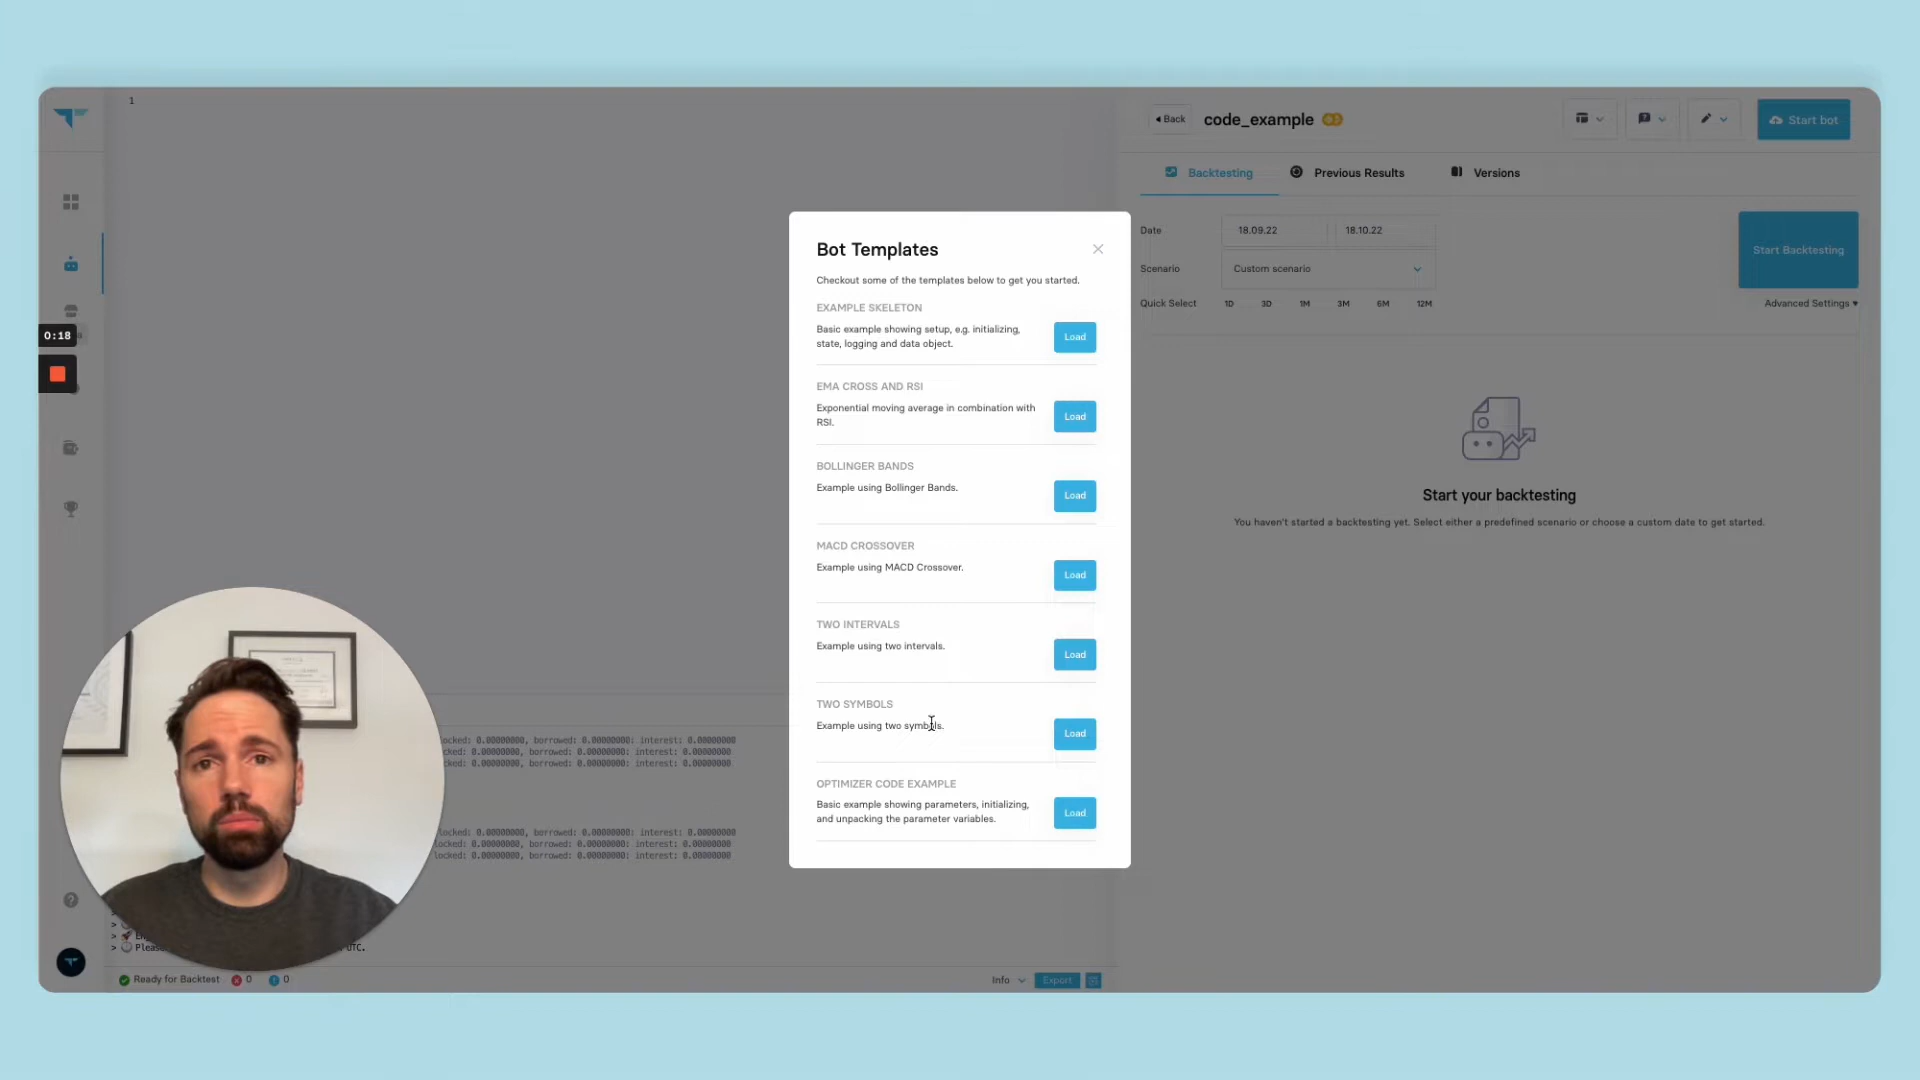 1
Back
code_example
Start bot
Backtesting
Previous Results
Versions
Date
18.09.22
18.10.22
Start Backtesting
Scenario
Custom scenario
Quick Select
1D
3D
1M
3M
6M
12M
Advanced Settings
Start your backtesting
You haven't started a backtesting yet. Select either a predefined scenario or choose a custom date to get started.
0:18
Bot Templates
Checkout some of the templates below to get you started.
EXAMPLE SKELETON
Basic example showing setup, e.g. initializing,
state, logging and data object.
Load
EMA CROSS AND RSI
Exponential moving average in combination with
RSI.
Load
BOLLINGER BANDS
Example using Bollinger Bands.
Load
MACD CROSSOVER
Example using MACD Crossover.
Load
TWO INTERVALS
Example using two intervals.
Load
TWO SYMBOLS
Example using two symbols.
Load
OPTIMIZER CODE EXAMPLE
Basic example showing parameters, initializing,
and unpacking the parameter variables.
Load
locked: 0.00000000, borrowed: 0.00000000: interest: 0.00000000
cked: 0.00000000, borrowed: 0.00000000: interest: 0.00000000
ked: 0.00000000, borrowed: 0.00000000: interest: 0.00000000
cked: 0.00000000, borrowed: 0.00000000: interest: 0.00000000
locked: 0.00000000, borrowed: 0.00000000: interest: 0.00000000
locked: 0.00000000, borrowed: 0.00000000: interest: 0.00000000
>
>
>
> Pleas
UTC.
Ready for Backtest
0
0
Info
Export